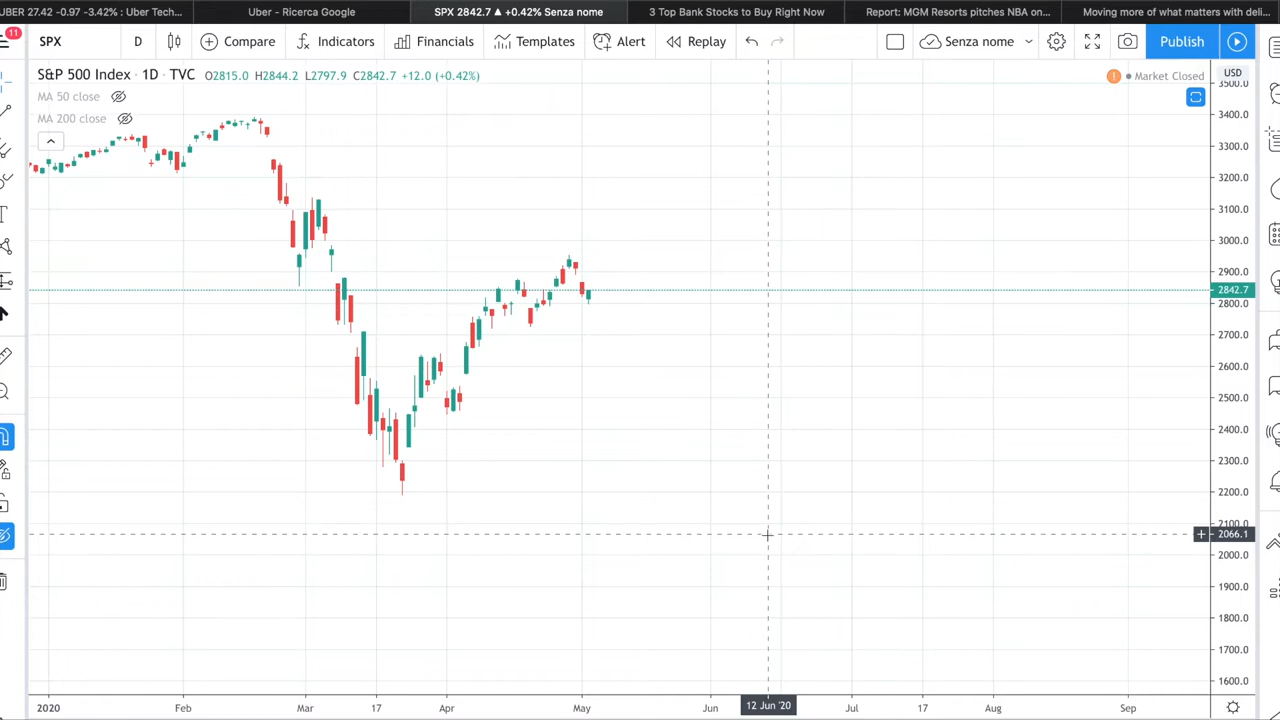 UBER 27.42 -0.97 -3.42% : Uber Tech...
Uber - Ricerca Google
SPX 2842.7 ▲ +0.42% Senza nome
3 Top Bank Stocks to Buy Right Now
Report: MGM Resorts pitches NBA on...
Moving more of what matters with deli...
11
SPX
D
Compare
Indicators
Financials
Templates
Alert
Replay
Senza nome
Publish
S&P 500 Index · 1D · TVC O2815.0 H2844.2 L2797.9 C2842.7 +12.0 (+0.42%)
Market Closed
USD
MA 50 close
MA 200 close
3500.0
3400.0
3300.0
3200.0
3100.0
3000.0
2900.0
2842.7
2800.0
2700.0
2600.0
2500.0
2400.0
2300.0
2200.0
2100.0
2066.1
2000.0
1900.0
1800.0
1700.0
1600.0
2020
Feb
Mar
17
Apr
May
Jun
12 Jun '20
Jul
17
Aug
Sep